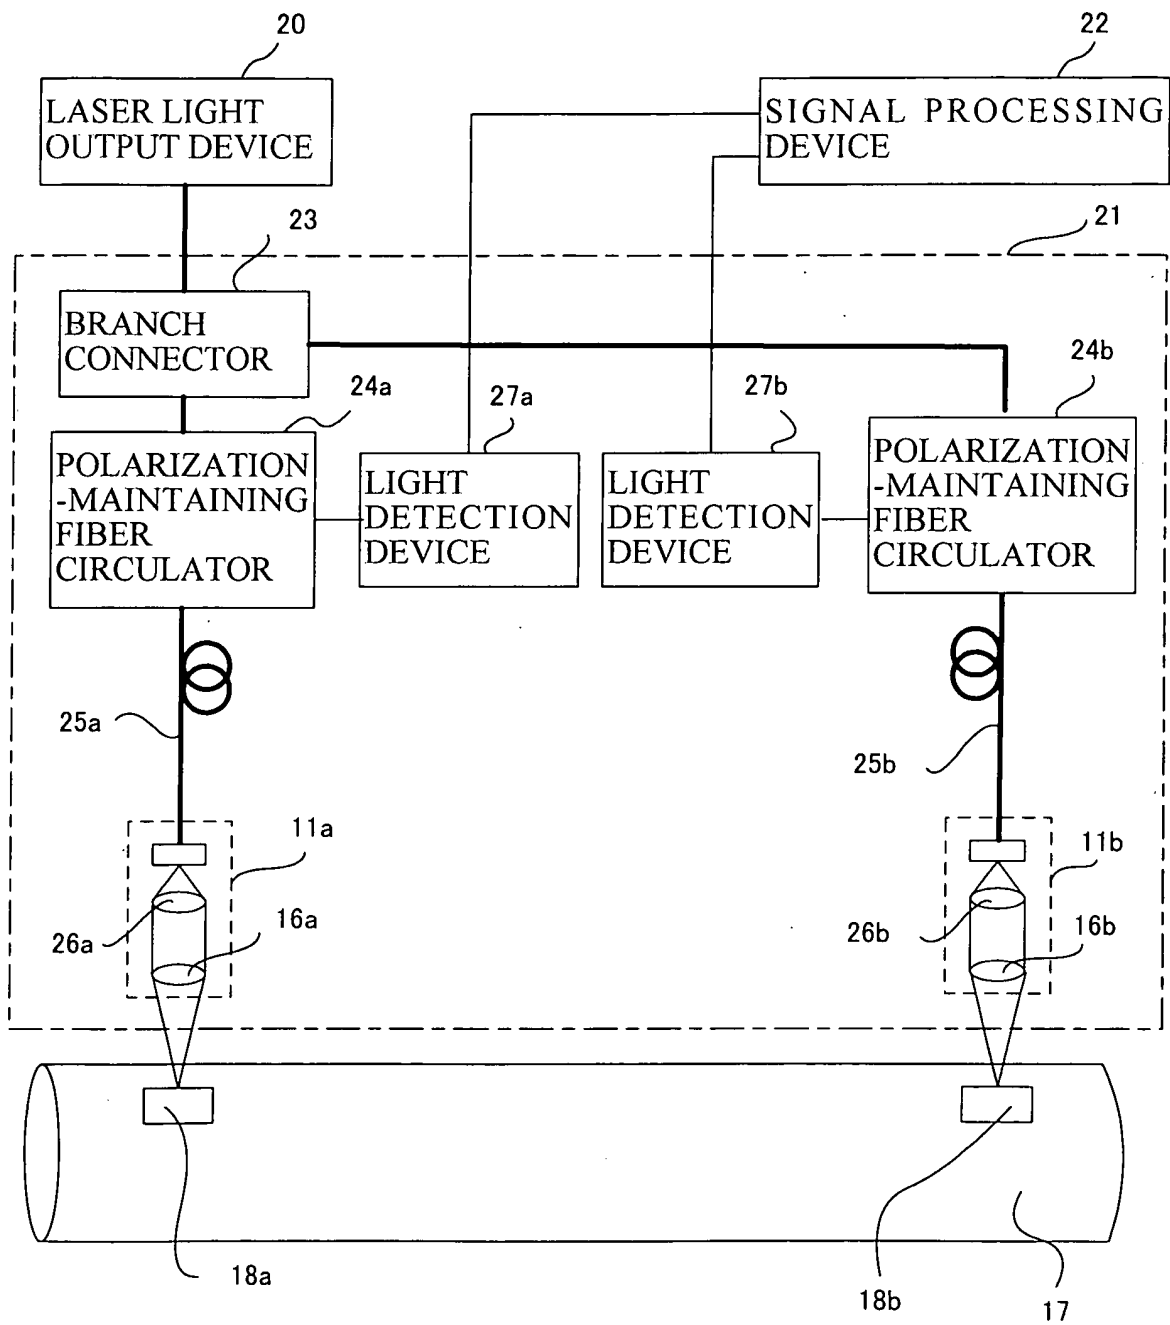 20
22
LASER LIGHT
OUTPUT DEVICE
SIGNAL PROCESSING
DEVICE
23
21
BRANCH
CONNECTOR
24a
27a
27b
24b
POLARIZATION
-MAINTAINING
FIBER
CIRCULATOR
LIGHT
DETECTION
DEVICE
LIGHT
DETECTION
DEVICE
POLARIZATION
-MAINTAINING
FIBER
CIRCULATOR
25a
25b
11a
11b
26a
16a
26b
16b
18a
18b
17